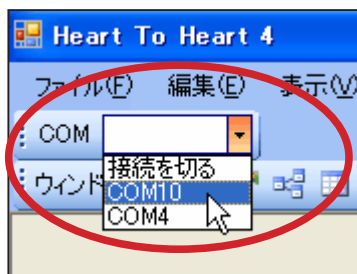 Heart To Heart 4
ファイル(F) 編集(E) 表示(V)
COM
接続を切る
ウィンド
COM10
COM4